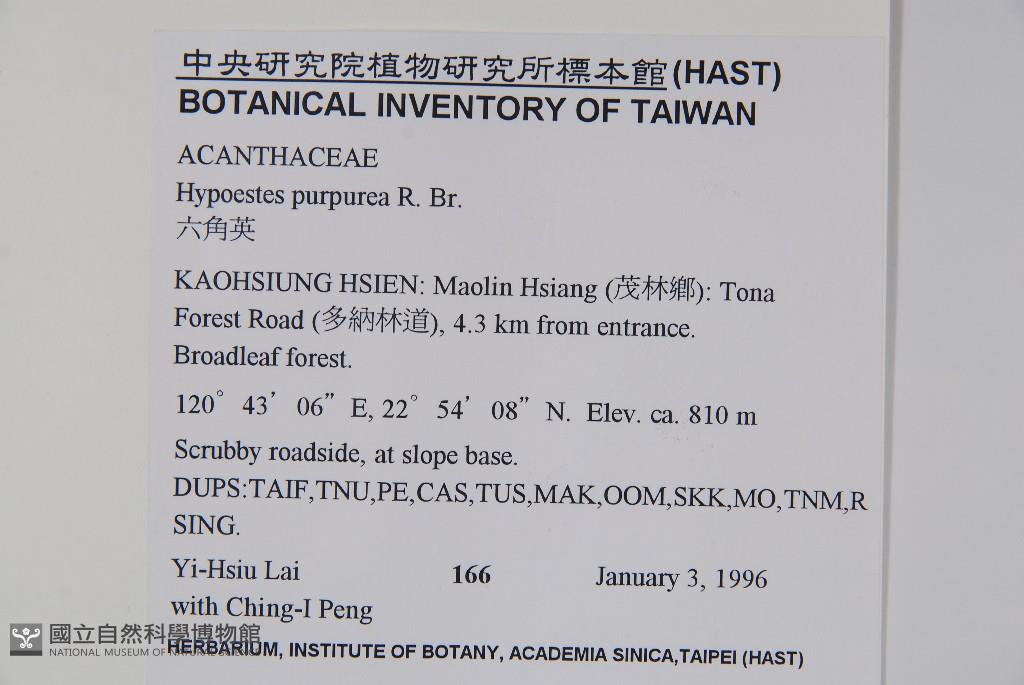 中央研究院植物研究所標本館(HAST)
BOTANICAL INVENTORY OF TAIWAN
ACANTHACEAE
Hypoestes purpurea R. Br.
六角英
KAOHSIUNG HSIEN: Maolin Hsiang (茂林鄉): Tona
Forest Road (多納林道), 4.3 km from entrance.
Broadleaf forest.
120° 43’ 06” E, 22° 54’ 08” N. Elev. ca. 810 m
Scrubby roadside, at slope base.
DUPS:TAIF,TNU,PE,CAS,TUS,MAK,OOM,SKK,MO,TNM,R
SING.
Yi-Hsiu Lai 166 January 3, 1996
with Ching-I Peng
HERBARIUM, INSTITUTE OF BOTANY, ACADEMIA SINICA,TAIPEI (HAST)
國立自然科學博物館
NATIONAL MUSEUM OF NATURAL SCIENCE